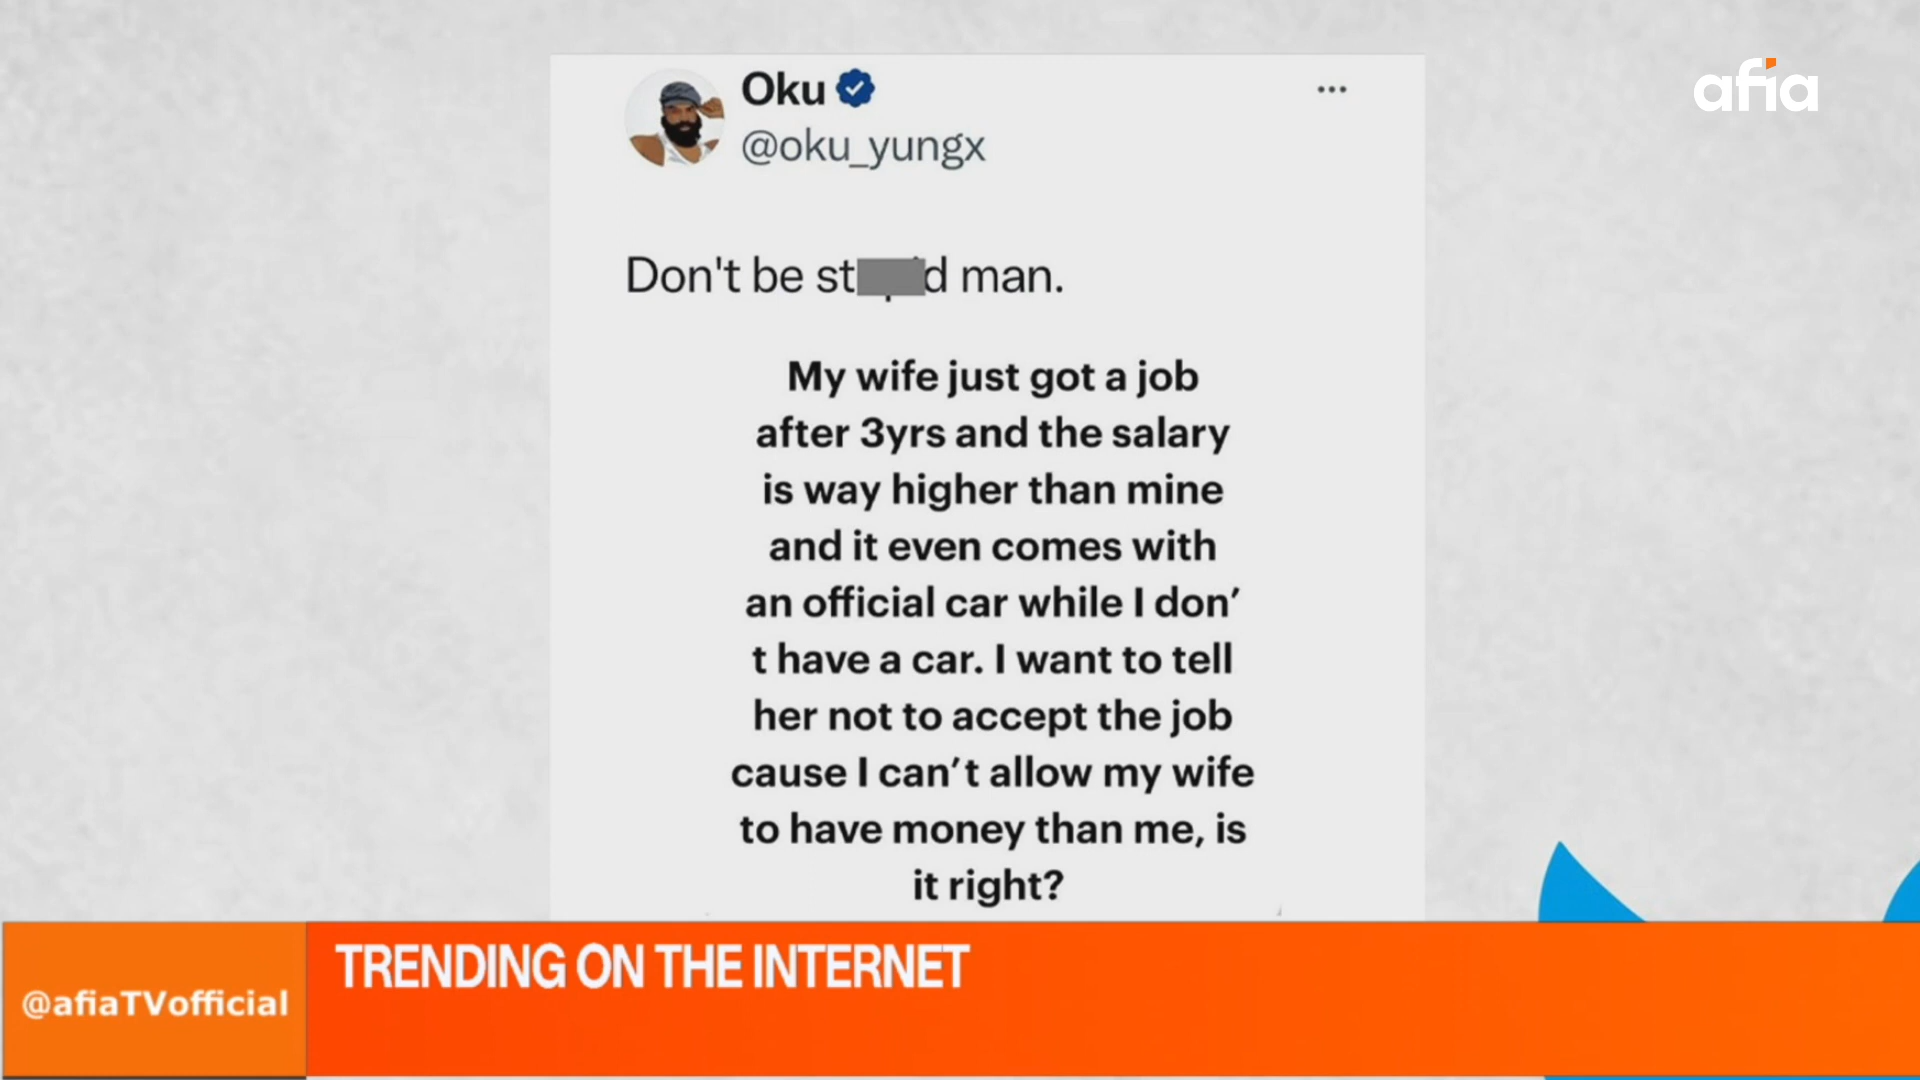 afia
Oku
@oku_yungx
Don't be st d man.
My wife just got a job
after 3yrs and the salary
is way higher than mine
and it even comes with
an official car while I don’
t have a car. I want to tell
her not to accept the job
cause I can’t allow my wife
to have money than me, is
it right?
TRENDING ON THE INTERNET
@afiaTVofficial